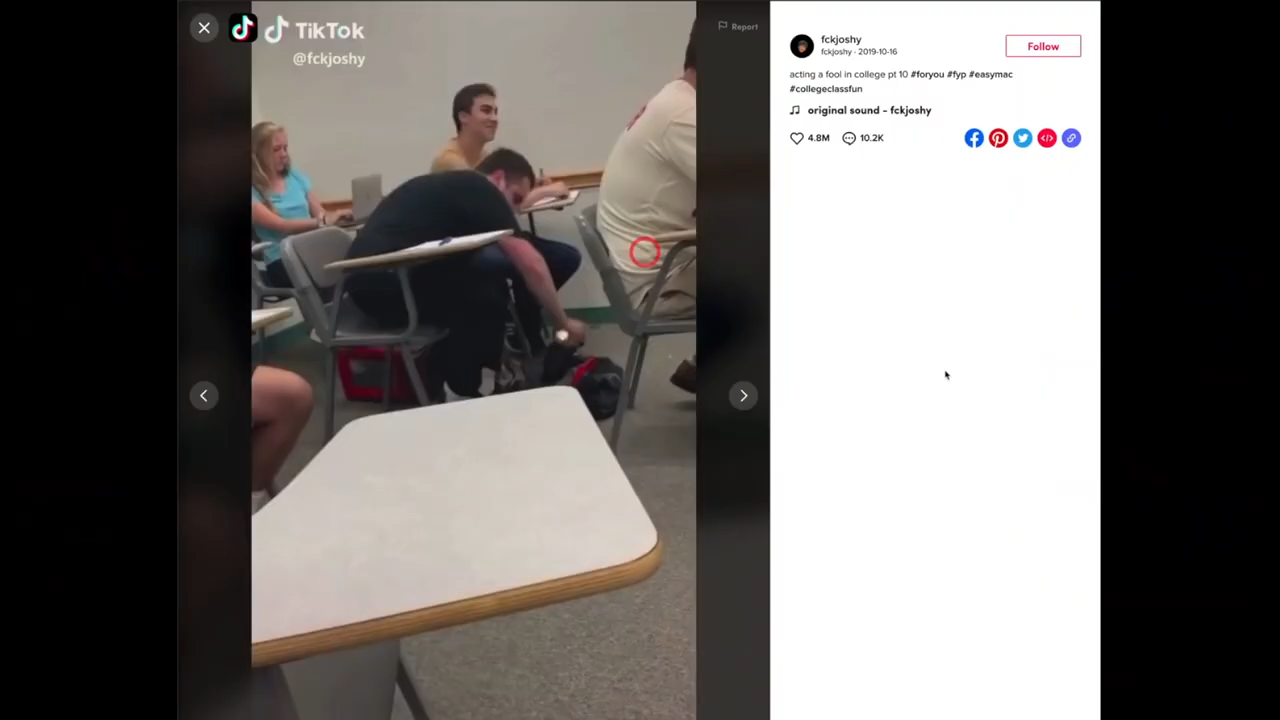 TikTok
@fckjoshy
Report
fckjoshy
fckjoshy · 2019-10-16
Follow
acting a fool in college pt 10 #foryou #fyp #easymac
#collegeclassfun
original sound - fckjoshy
4.8M 10.2K